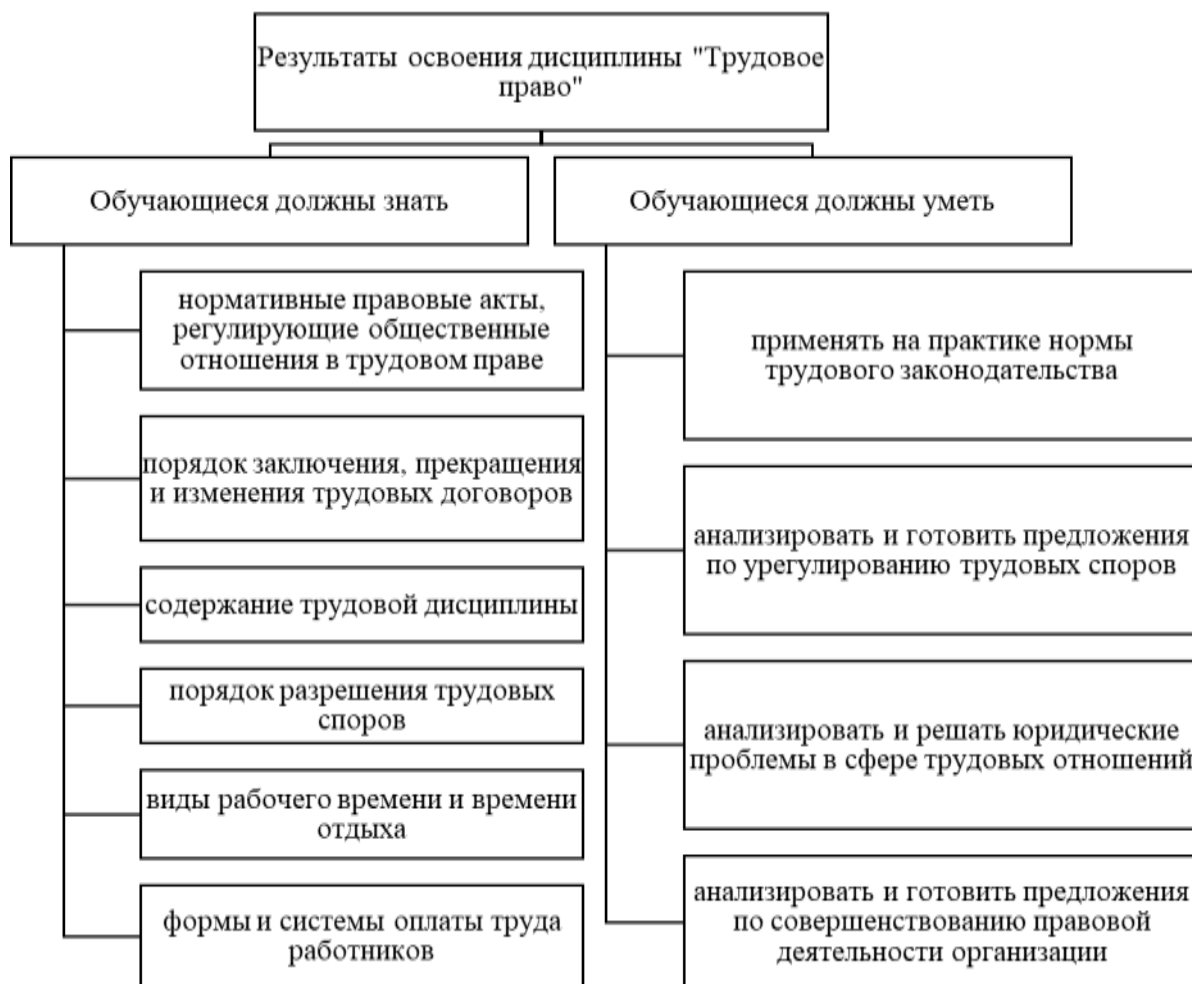 Результаты освоения дисциплины "Трудовое
право"
Обучающиеся должны знать
нормативные правовые акты,
регулирующие общественные
отношения в трудовом праве
порядок заключения, прекращения
и изменения трудовых договоров
содержание трудовой дисциплины
порядок разрешения трудовых
споров
виды рабочего времени и времени
отдыха
формы и системы оплаты труда
работников
Обучающиеся должны уметь
применять на практике нормы
трудового законодательства
анализировать и готовить предложения
по урегулированию трудовых споров
анализировать и решать юридические
проблемы в сфере трудовых отношений
анализировать и готовить предложения
по совершенствованию правовой
деятельности организации